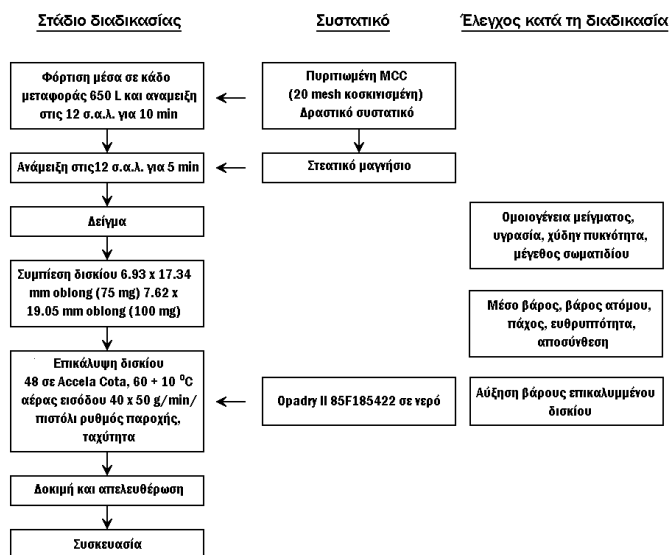 Στάδιο διαδικασίας
Συστατικό
Έλεγχος κατά τη διαδικασία
Φόρτιση μέσα σε κάδο
μεταφοράς 650 L και αναμειξη
στις 12 σ.α.λ. για 10 min
Πυριτιωμένη MCC
(20 mesh κοσκινισμένη)
Δραστικό συστατικό
Ανάμειξη στις12 σ.α.λ. για 5 min
Στεατικό μαγνήσιο
Δείγμα
Ομοιογένεια μείγματος,
υγρασία, χύδην πυκνότητα,
μέγεθος σωματιδίου
Συμπίεση δισκίου 6.93 x 17.34
mm oblong (75 mg) 7.62 x
19.05 mm oblong (100 mg)
Μέσο βάρος, βάρος ατόμου,
πάχος, ευθρυπτότητα,
αποσύνθεση
Επικάλυψη δισκίου
48 σε Accela Cota, 60 + 10 ⁰C
αέρας εισόδου 40 x 50 g/min/
πιστόλι ρυθμός παροχής,
ταχύτητα
Opadry II 85F185422 σε νερό
Αύξηση βάρους επικαλυμμένου
δισκίου
Δοκιμή και απελευθέρωση
Συσκευασία